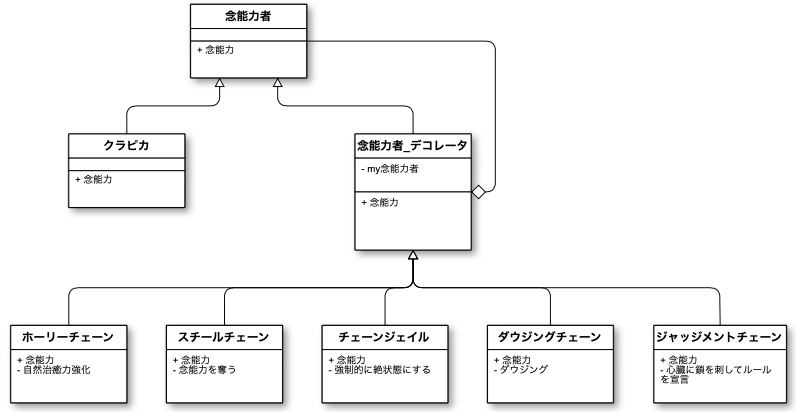 念能力者
+ 念能力
クラピカ
+ 念能力
念能力者_デコレータ
- my念能力者
+ 念能力
ホーリーチェーン
+ 念能力
- 自然治癒力強化
スチールチェーン
+ 念能力
- 念能力を奪う
チェーンジェイル
+ 念能力
- 強制的に絶状態にする
ダウジングチェーン
+ 念能力
- ダウジング
ジャッジメントチェーン
+ 念能力
- 心臓に鎖を刺してルール
を宣言